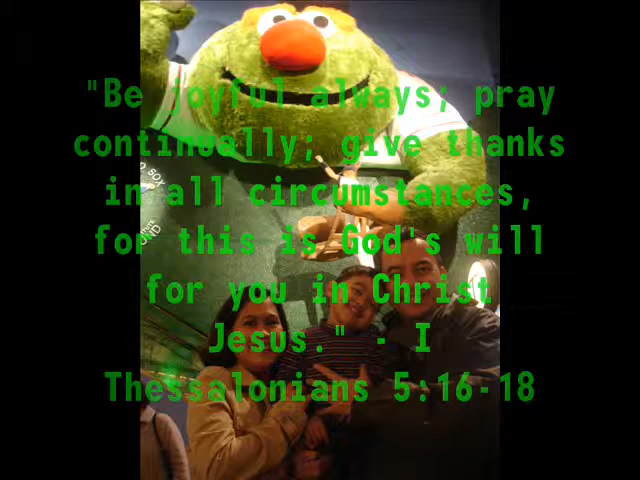 "Be joyful always; pray
continually; give thanks
in all circumstances,
for this is God's will
for you in Christ
Jesus." - I
Thessalonians 5:16-18
SOX